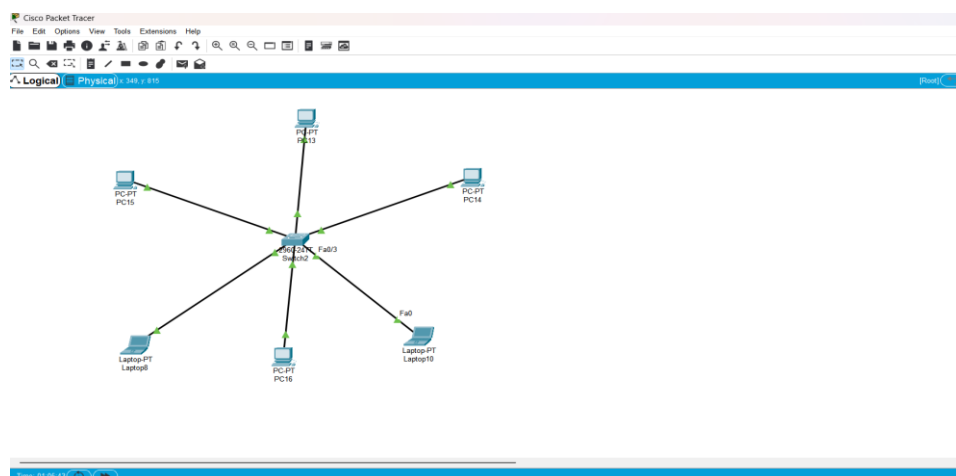 Cisco Packet Tracer
File Edit Options View Tools Extensions Help
Logical Physical x: 349, y: 815 [Root]
PC-PT
PC13
PC-PT
PC15
PC-PT
PC14
2960-24TT Fa0/3
Switch2
Fa0
Laptop-PT
Laptop8
PC-PT
PC16
Laptop-PT
Laptop10